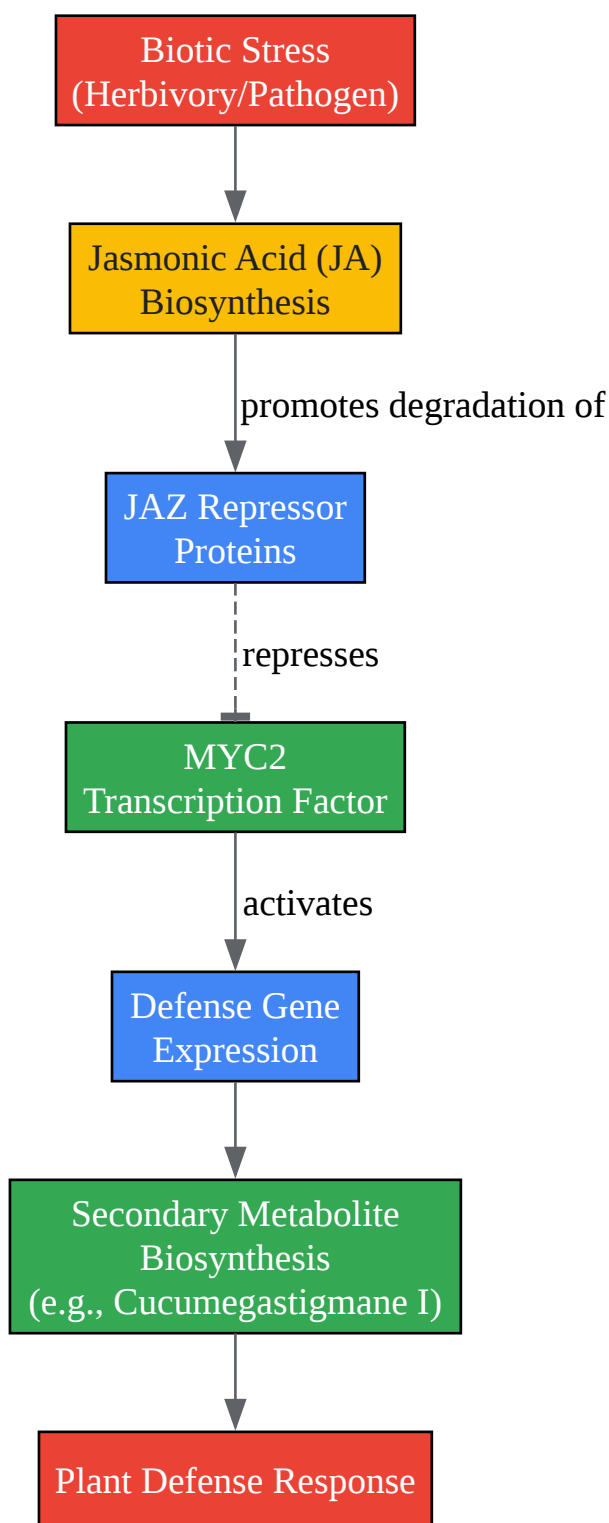 Biotic Stress
(Herbivory/Pathogen)
Jasmonic Acid (JA)
Biosynthesis
promotes degradation of
JAZ Repressor
Proteins
represses
MYC2
Transcription Factor
activates
Defense Gene
Expression
Secondary Metabolite
Biosynthesis
(e.g., Cucumegastigmane I)
Plant Defense Response